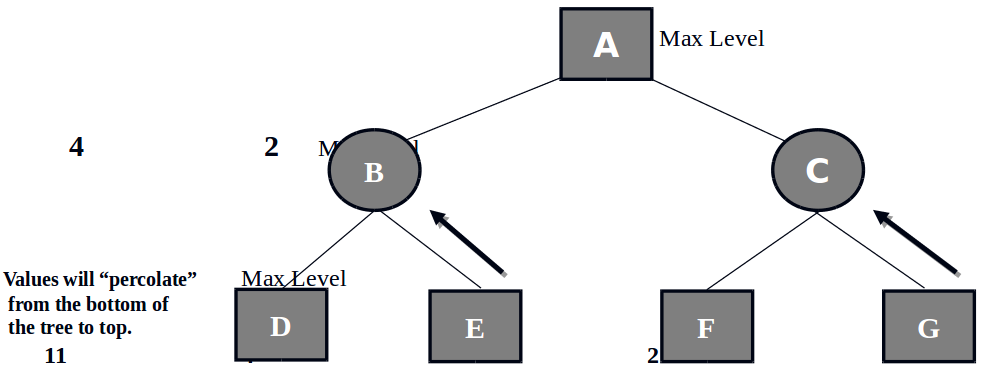 A Max Level
4 2
B C
Max Level
Values will “percolate”
from the bottom of
the tree to top.
D E F G
11 2